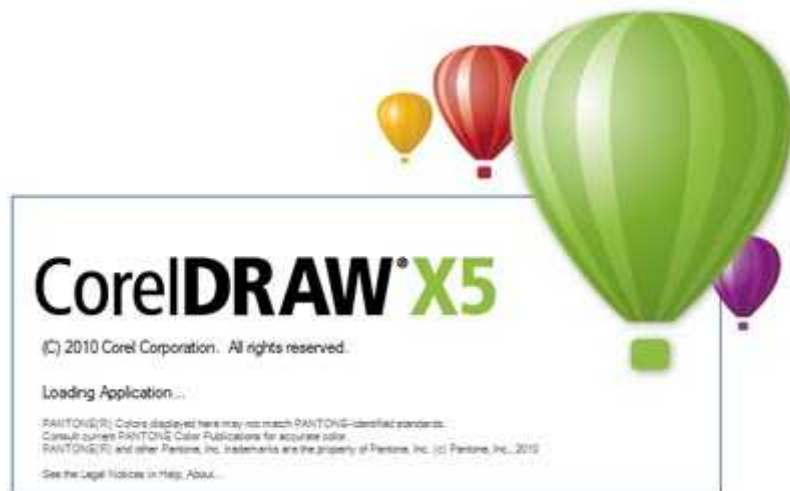 CorelDRAW®X5
(C) 2010 Corel Corporation. All rights reserved.
Loading Application...
PANTONE(R) Colors displayed here may not match PANTONE-identified standards.
Consult current PANTONE Color Publications for accurate color.
PANTONE(R) and other Pantone, Inc. trademarks are the property of Pantone, Inc. (c) Pantone, Inc., 2010
See the Legal Notices in Help, About...